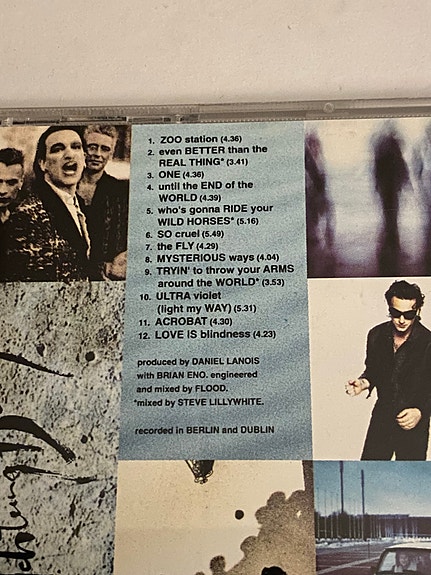 1. ZOO station (4.36)
2. even BETTER than the
REAL THING* (3.41)
3. ONE (4.36)
4. until the END of the
WORLD (4.39)
5. who's gonna RIDE your
WILD HORSES* (5.16)
6. SO cruel (5.49)
7. the FLY (4.29)
8. MYSTERIOUS ways (4.04)
9. TRYIN' to throw your ARMS
around the WORLD* (3.53)
10. ULTRA violet
(light my WAY) (5.31)
11. ACROBAT (4.30)
12. LOVE IS blindness (4.23)
produced by DANIEL LANOIS
with BRIAN ENO. engineered
and mixed by FLOOD.
*mixed by STEVE LILLYWHITE.
recorded in BERLIN and DUBLIN